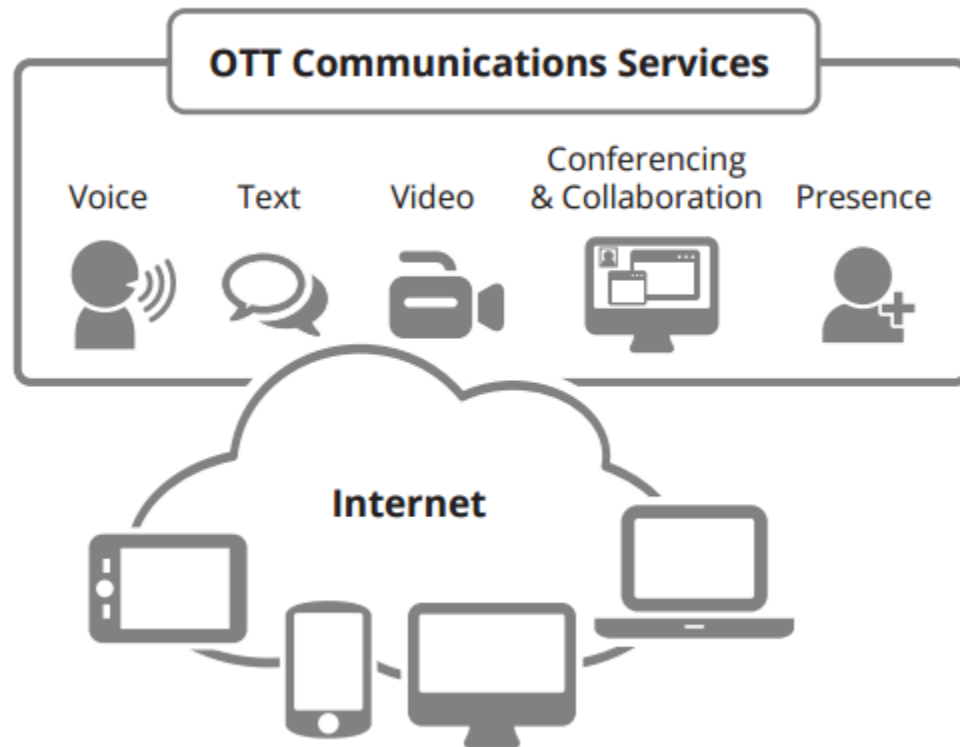 OTT Communications Services
Voice
Text
Video
Conferencing
& Collaboration
Presence
Internet